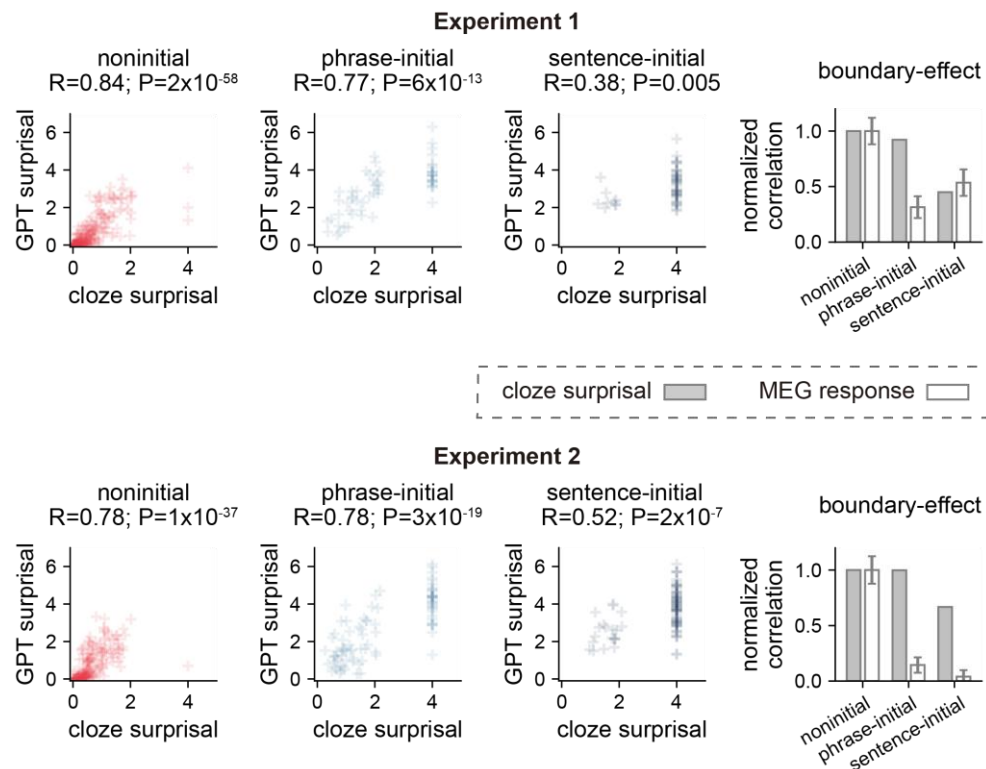 Experiment 1
noninitial
R=0.84; P=2x10⁻⁵⁸
GPT surprisal
6
4
2
0
0 2 4
cloze surprisal
phrase-initial
R=0.77; P=6x10⁻¹³
GPT surprisal
6
4
2
0
0 2 4
cloze surprisal
sentence-initial
R=0.38; P=0.005
GPT surprisal
6
4
2
0
0 2 4
cloze surprisal
boundary-effect
normalized
correlation
1.0
0.5
0.0
noninitial
phrase-initial
sentence-initial
cloze surprisal MEG response
Experiment 2
noninitial
R=0.78; P=1x10⁻³⁷
GPT surprisal
6
4
2
0
0 2 4
cloze surprisal
phrase-initial
R=0.78; P=3x10⁻¹⁹
GPT surprisal
6
4
2
0
0 2 4
cloze surprisal
sentence-initial
R=0.52; P=2x10⁻⁷
GPT surprisal
6
4
2
0
0 2 4
cloze surprisal
boundary-effect
normalized
correlation
1.0
0.5
0.0
noninitial
phrase-initial
sentence-initial